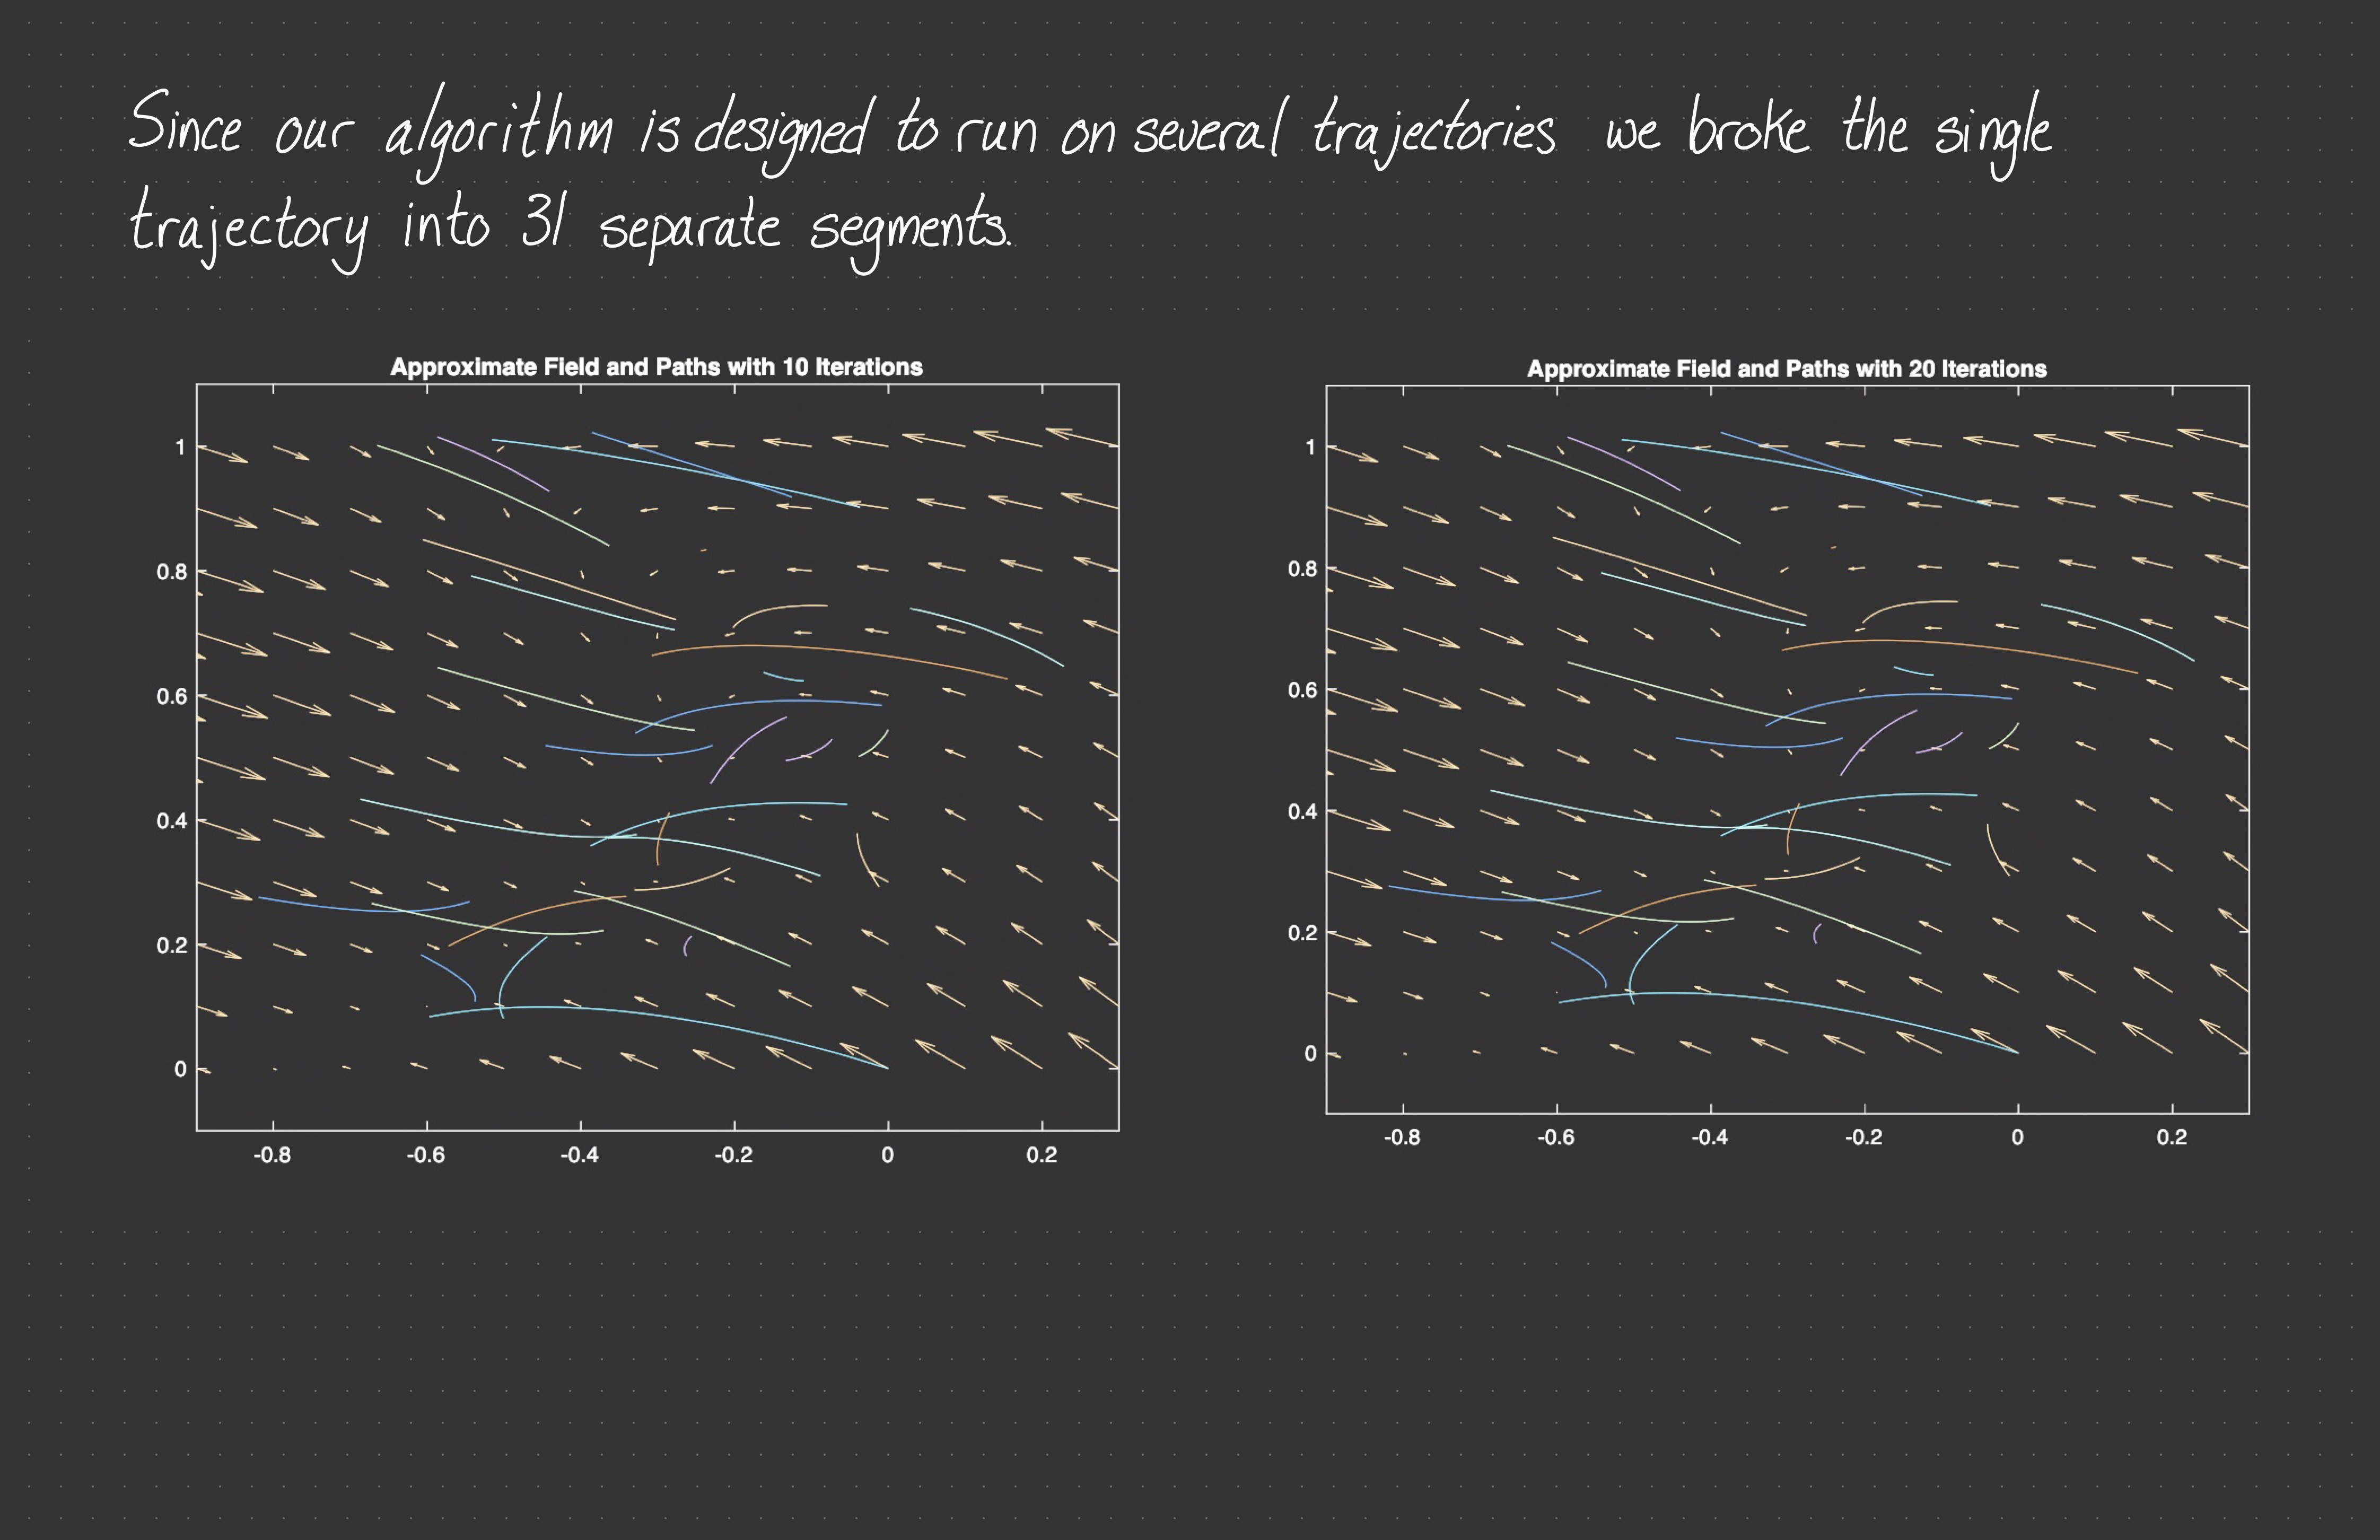 Since our algorithm is designed to run on several trajectories we broke the single
trajectory into 31 separate segments.
Approximate Field and Paths with 10 Iterations
1
0.8
0.6
0.4
0.2
0
-0.8 -0.6 -0.4 -0.2 0 0.2
Approximate Field and Paths with 20 Iterations
1
0.8
0.6
0.4
0.2
0
-0.8 -0.6 -0.4 -0.2 0 0.2